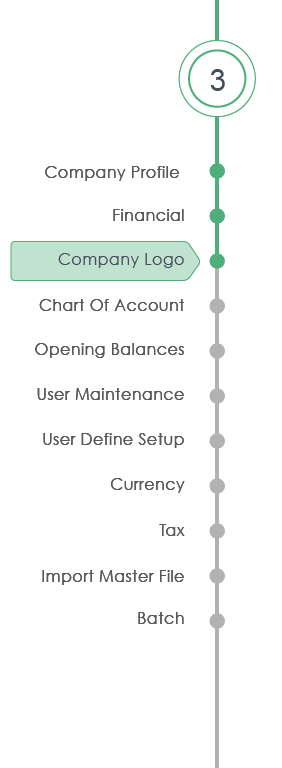 3
Company Profile
Financial
Company Logo
Chart Of Account
Opening Balances
User Maintenance
User Define Setup
Currency
Tax
Import Master File
Batch